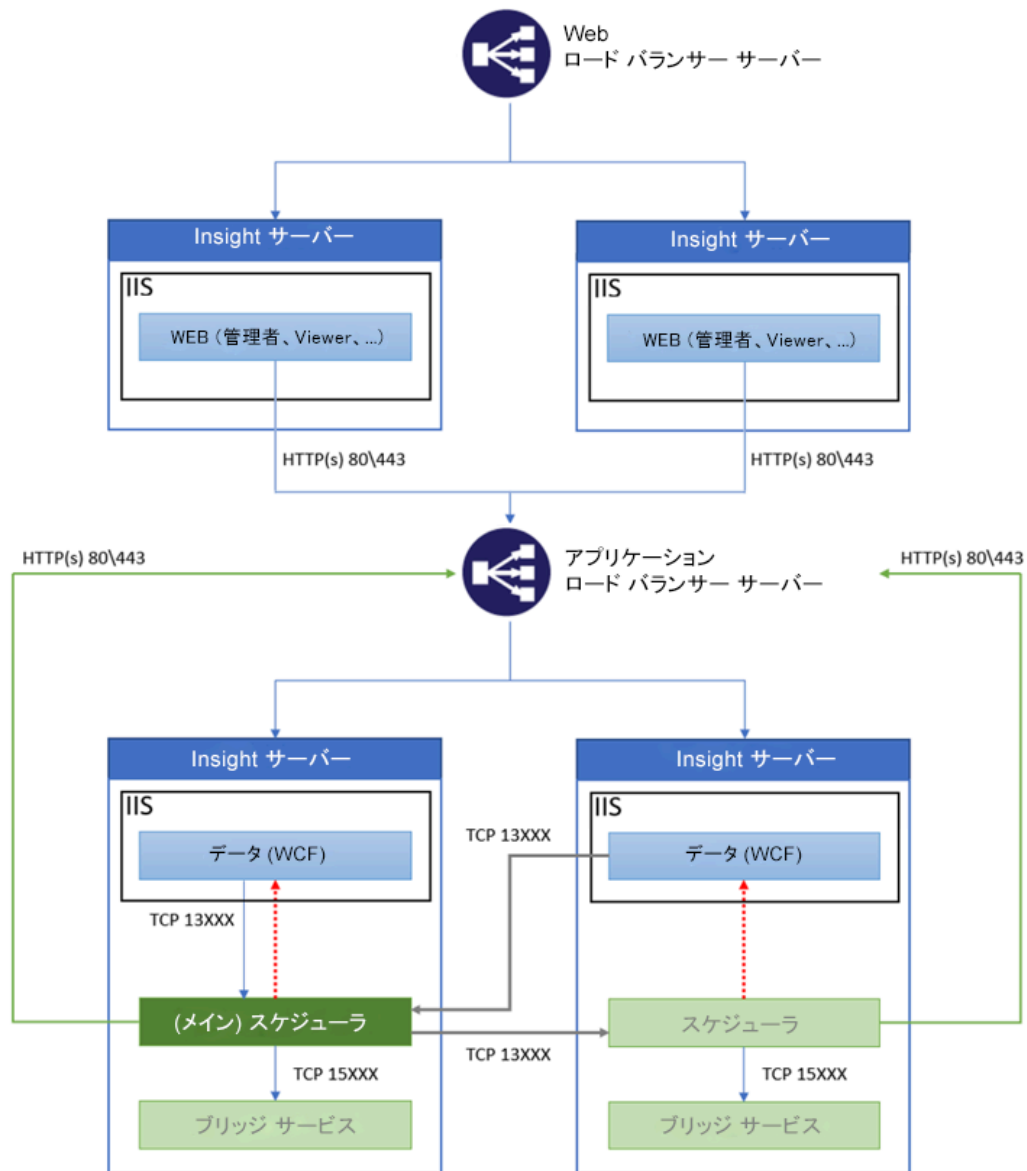 Web
ロード バランサー サーバー
Insight サーバー
Insight サーバー
IIS
IIS
WEB (管理者、Viewer、...)
WEB (管理者、Viewer、...)
HTTP(s) 80\443
HTTP(s) 80\443
HTTP(s) 80\443
アプリケーション
ロード バランサー サーバー
HTTP(s) 80\443
Insight サーバー
Insight サーバー
IIS
IIS
TCP 13XXX
データ (WCF)
データ (WCF)
TCP 13XXX
(メイン) スケジューラ
スケジューラ
TCP 13XXX
TCP 15XXX
TCP 15XXX
ブリッジ サービス
ブリッジ サービス